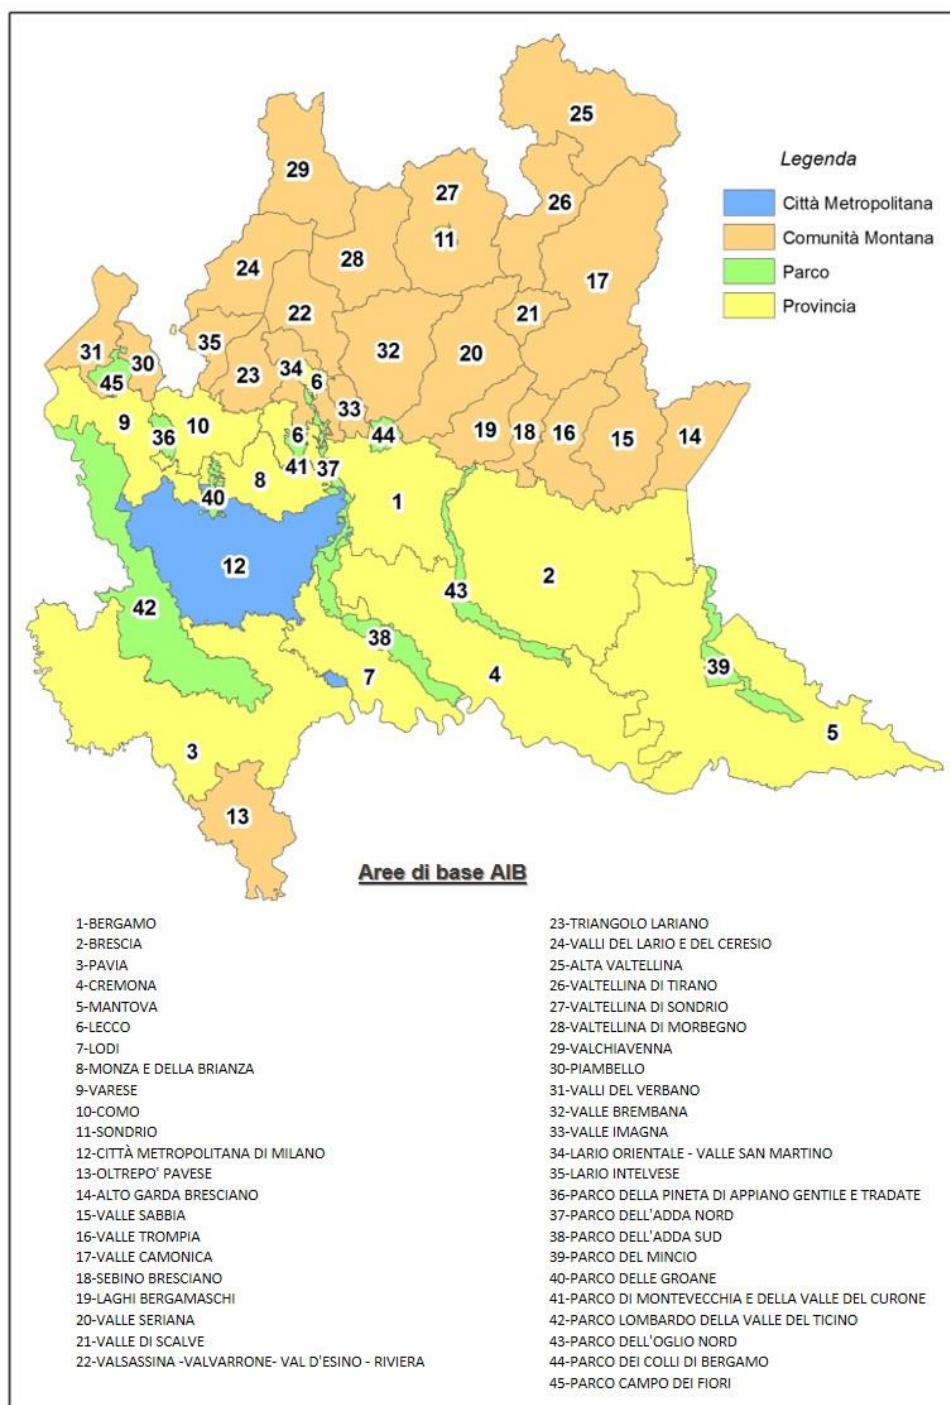 25
29
27
26
11
28
24
17
22
21
35
31
32
20
30
34
23
6
45
33
9
10
36
6
44
19
18
16
15
14
41
37
8
40
1
12
2
43
42
38
39
7
4
5
3
13
Legenda
Città Metropolitana
Comunità Montana
Parco
Provincia
Aree di base AIB
1-BERGAMO
2-BRESCIA
3-PAVIA
4-CREMONA
5-MANTOVA
6-LECCO
7-LODI
8-MONZA E DELLA BRIANZA
9-VARESE
10-COMO
11-SONDRIO
12-CITTÀ METROPOLITANA DI MILANO
13-OLTREPO' PAVESE
14-ALTO GARDA BRESCIANO
15-VALLE SABBIA
16-VALLE TROMPIA
17-VALLE CAMONICA
18-SEBINO BRESCIANO
19-LAGHI BERGAMASCHI
20-VALLE SERIANA
21-VALLE DI SCALVE
22-VALSASSINA -VALVARRONE- VAL D'ESINO - RIVIERA
23-TRIANGOLO LARIANO
24-VALLI DEL LARIO E DEL CERESIO
25-ALTA VALTELLINA
26-VALTELLINA DI TIRANO
27-VALTELLINA DI SONDRIO
28-VALTELLINA DI MORBEGNO
29-VALCHIAVENNA
30-PIAMBELLO
31-VALLI DEL VERBANO
32-VALLE BREMBANA
33-VALLE IMAGNA
34-LARIO ORIENTALE - VALLE SAN MARTINO
35-LARIO INTELVESE
36-PARCO DELLA PINETA DI APPIANO GENTILE E TRADATE
37-PARCO DELL'ADDA NORD
38-PARCO DELL'ADDA SUD
39-PARCO DEL MINCIO
40-PARCO DELLE GROANE
41-PARCO DI MONTEVECCHIA E DELLA VALLE DEL CURONE
42-PARCO LOMBARDO DELLA VALLE DEL TICINO
43-PARCO DELL'OGLIO NORD
44-PARCO DEI COLLI DI BERGAMO
45-PARCO CAMPO DEI FIORI